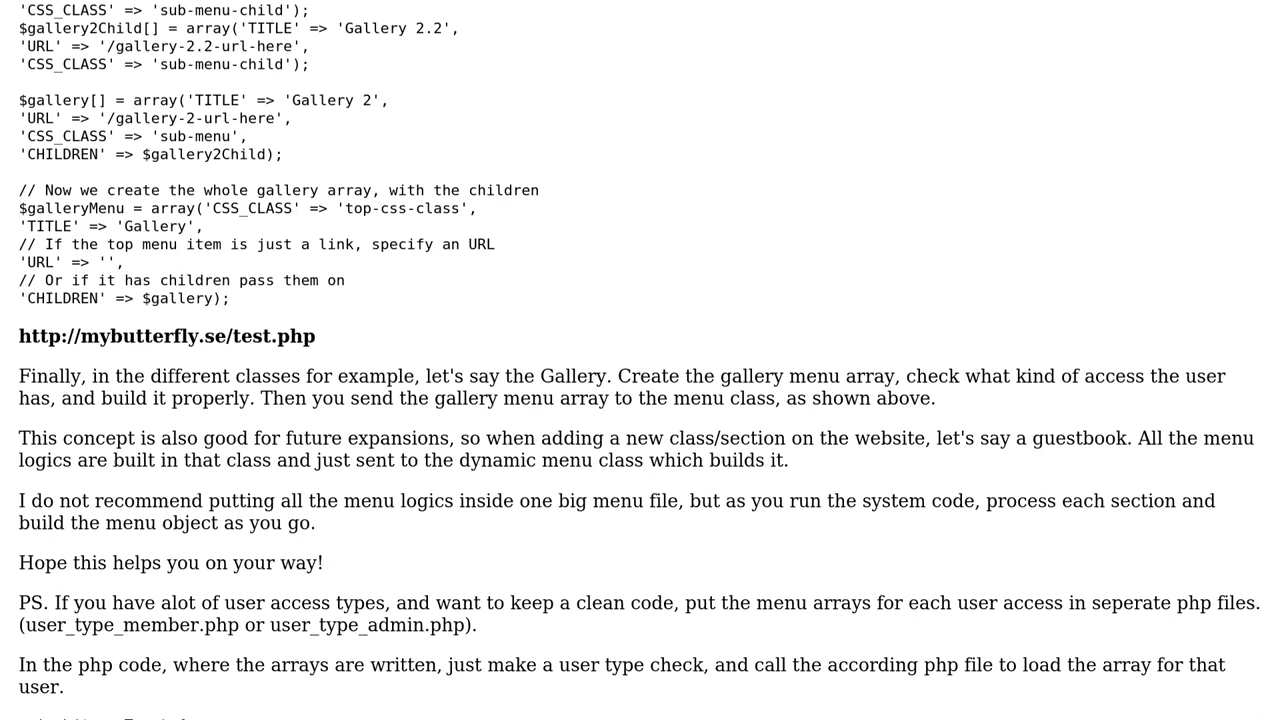 'CSS_CLASS' => 'sub-menu-child');
$gallery2Child[] = array('TITLE' => 'Gallery 2.2',
'URL' => '/gallery-2.2-url-here',
'CSS_CLASS' => 'sub-menu-child');
$gallery[] = array('TITLE' => 'Gallery 2',
'URL' => '/gallery-2-url-here',
'CSS_CLASS' => 'sub-menu',
'CHILDREN' => $gallery2Child);
// Now we create the whole gallery array, with the children
$galleryMenu = array('CSS_CLASS' => 'top-css-class',
'TITLE' => 'Gallery',
// If the top menu item is just a link, specify an URL
'URL' => '',
// Or if it has children pass them on
'CHILDREN' => $gallery);
http://mybutterfly.se/test.php
Finally, in the different classes for example, let's say the Gallery. Create the gallery menu array, check what kind of access the user
has, and build it properly. Then you send the gallery menu array to the menu class, as shown above.
This concept is also good for future expansions, so when adding a new class/section on the website, let's say a guestbook. All the menu
logics are built in that class and just sent to the dynamic menu class which builds it.
I do not recommend putting all the menu logics inside one big menu file, but as you run the system code, process each section and
build the menu object as you go.
Hope this helps you on your way!
PS. If you have alot of user access types, and want to keep a clean code, put the menu arrays for each user access in seperate php files.
(user_type_member.php or user_type_admin.php).
In the php code, where the arrays are written, just make a user type check, and call the according php file to load the array for that
user.